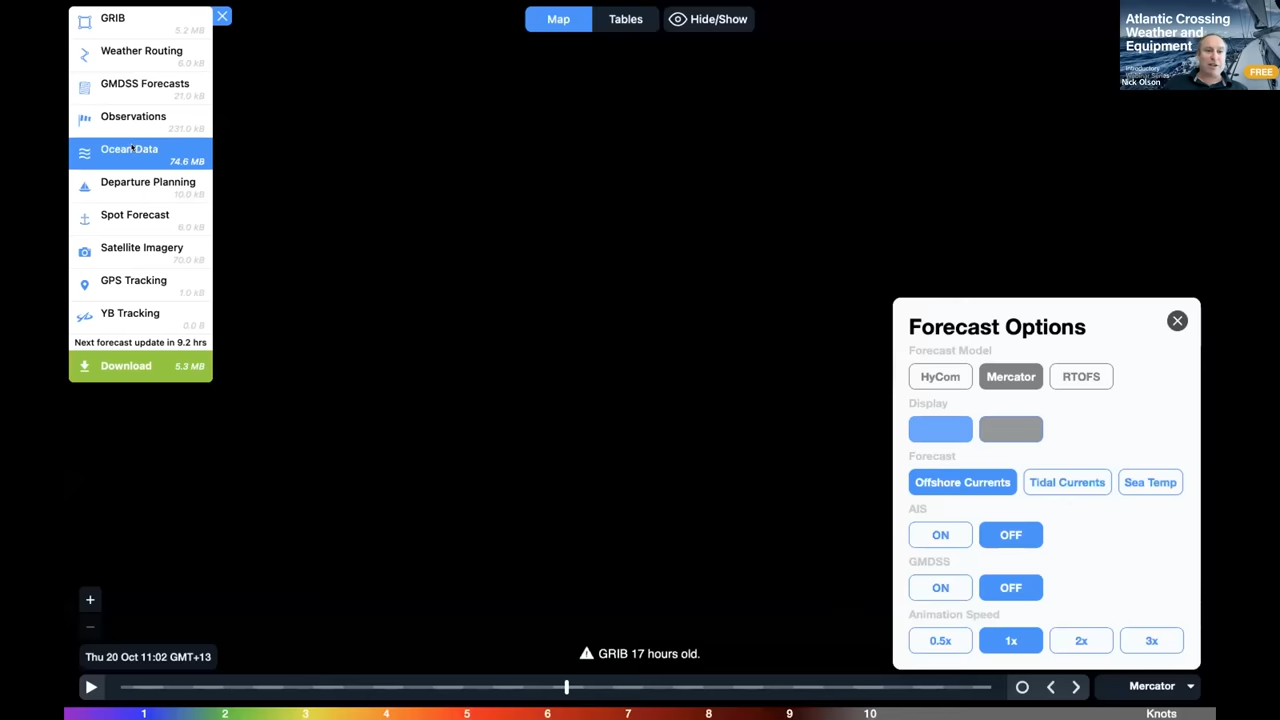 GRIB
5.2 MB
Weather Routing
6.0 kB
GMDSS Forecasts
21.0 kB
Observations
231.0 kB
Ocean Data
74.6 MB
Departure Planning
10.0 kB
Spot Forecast
6.0 kB
Satellite Imagery
70.0 kB
GPS Tracking
1.0 kB
YB Tracking
0.0 B
Next forecast update in 9.2 hrs
Download 5.3 MB
Map Tables Hide/Show
Atlantic Crossing
Weather and
Equipment
Introductory
FREE
Nick Olson
Forecast Options
Forecast Model
HyCom Mercator RTOFS
Display
Forecast
Offshore Currents Tidal Currents Sea Temp
AIS
ON OFF
GMDSS
ON OFF
Animation Speed
0.5x 1x 2x 3x
+
−
Thu 20 Oct 11:02 GMT+13
GRIB 17 hours old.
Mercator
1 2 3 4 5 6 7 8 9 10 Knots